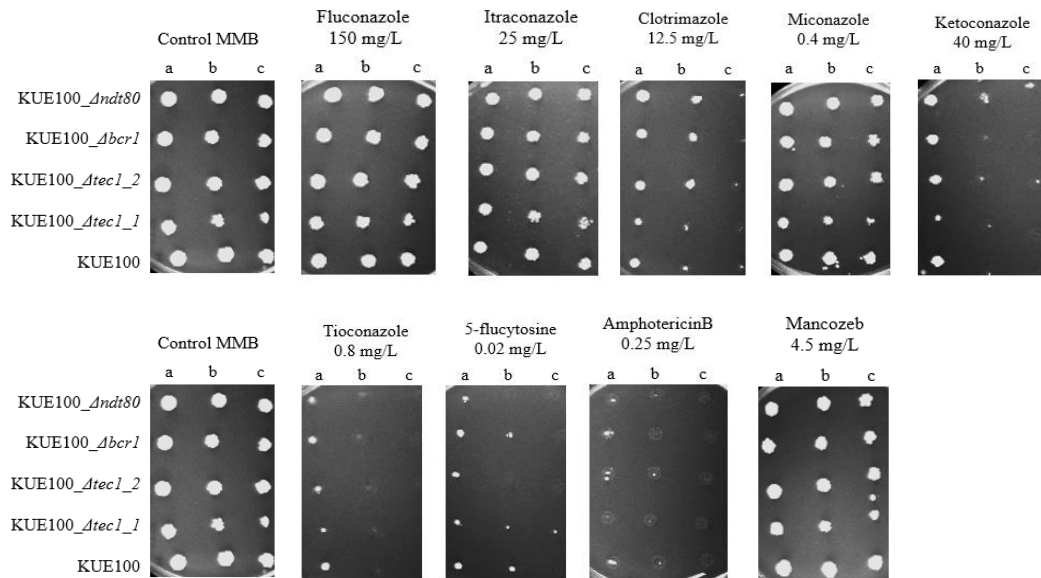 Control MMB
Fluconazole
150 mg/L
Itraconazole
25 mg/L
Clotrimazole
12.5 mg/L
Miconazole
0.4 mg/L
Ketoconazole
40 mg/L
a b c a b c a b c a b c a b c a b c
KUE100_Δndt80
KUE100_Δbcr1
KUE100_Δtec1_2
KUE100_Δtec1_1
KUE100
Control MMB
Tioconazole
0.8 mg/L
5-flucytosine
0.02 mg/L
AmphotericinB
0.25 mg/L
Mancozeb
4.5 mg/L
a b c a b c a b c a b c a b c
KUE100_Δndt80
KUE100_Δbcr1
KUE100_Δtec1_2
KUE100_Δtec1_1
KUE100